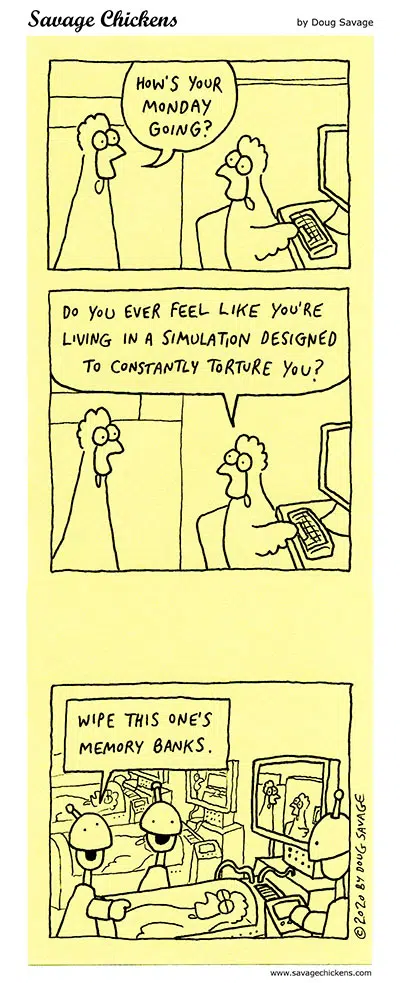 Savage Chickens
by Doug Savage
HOW'S YOUR
MONDAY
GOING?
DO YOU EVER FEEL LIKE YOU'RE
LIVING IN A SIMULATION DESIGNED
TO CONSTANTLY TORTURE YOU?
WIPE THIS ONE'S
MEMORY BANKS.
© 2020 BY DOUG SAVAGE
www.savagechickens.com